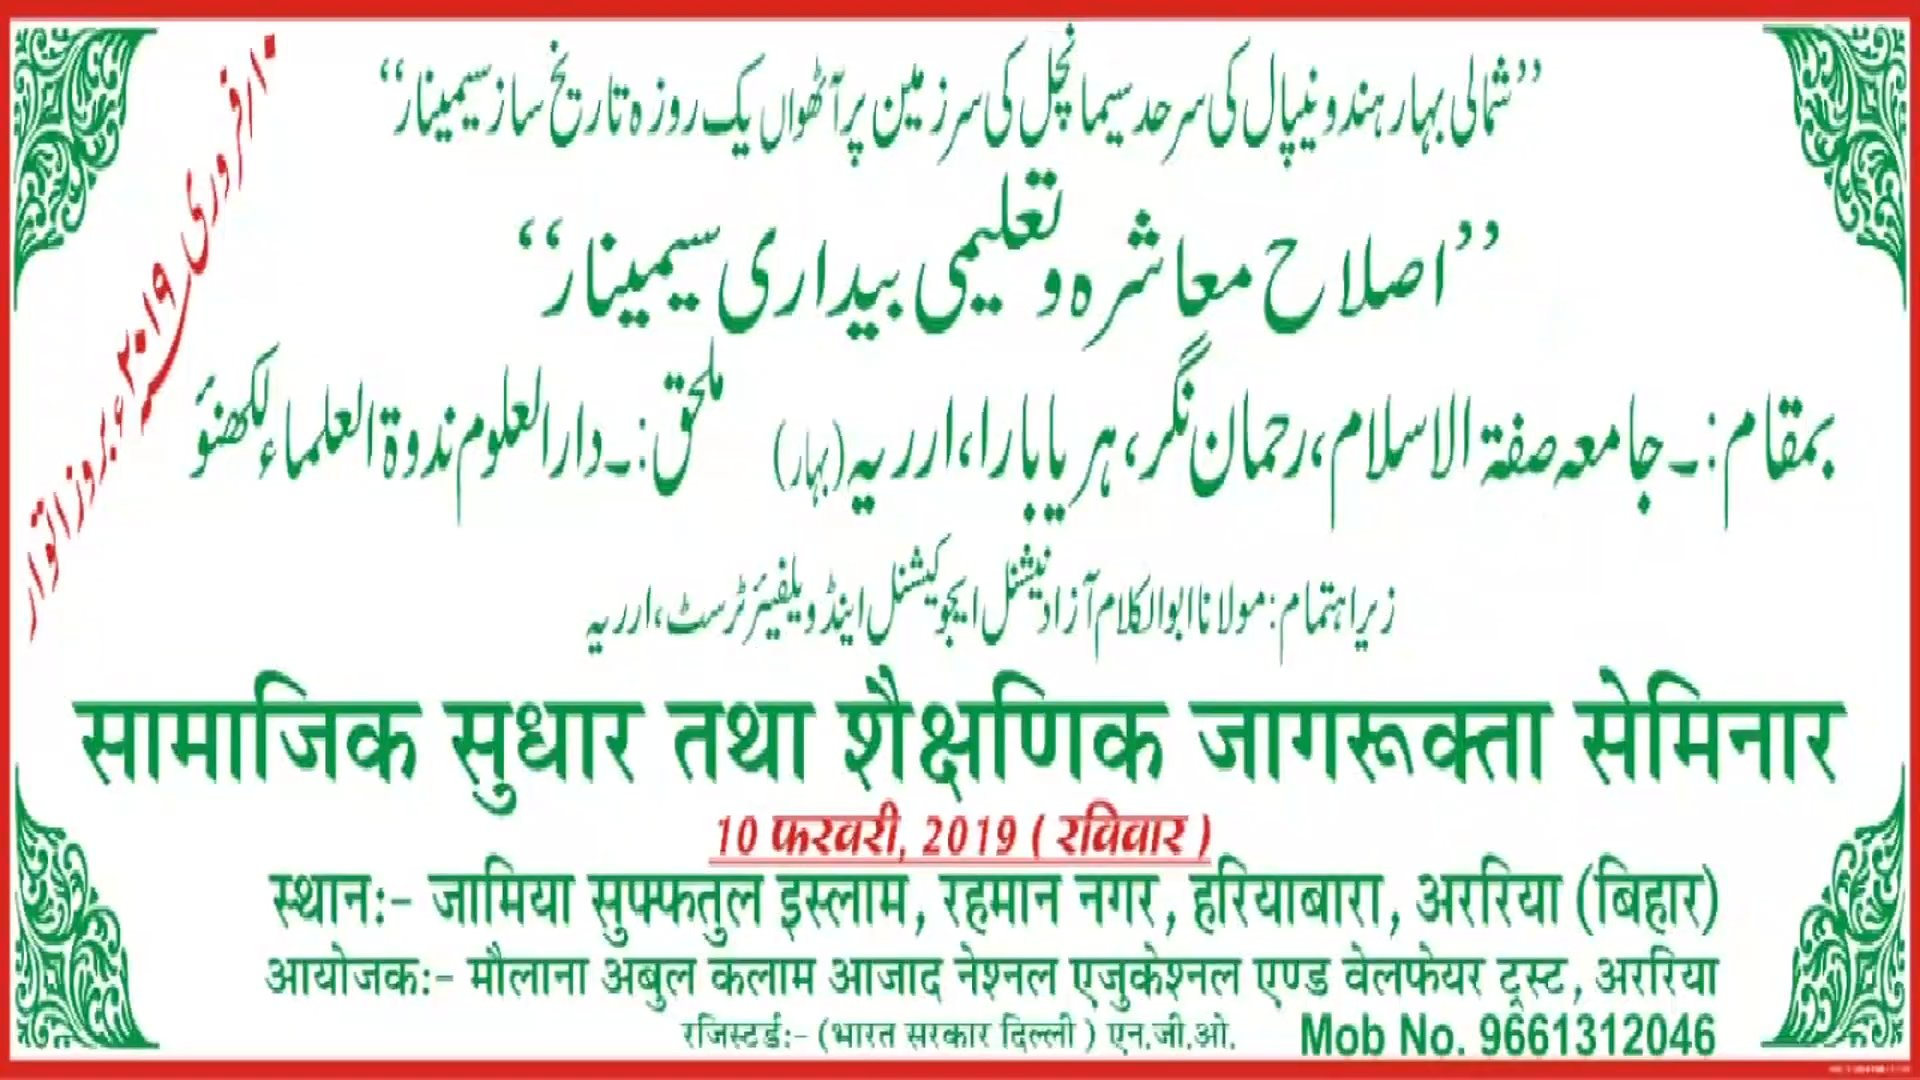 ۱۰؍فروری ۲۰۱۹ء بروز اتوار
”شمالی بہار ہند و نیپال کی سرحد سیمانچل کی سرزمین پر آٹھواں یک روزہ تاریخ ساز سیمینار“
”اصلاح معاشرہ و تعلیمی بیداری سیمینار“
بمقام:۔جامعہ صفۃ الاسلام، رحمان نگر، ہریابارا، ارریہ (بہار) ملحق:۔دارالعلوم ندوۃ العلماء لکھنؤ
زیر اہتمام: مولانا ابوالکلام آزاد نیشنل ایجوکیشنل اینڈ ویلفیئر ٹرسٹ، ارریہ
सामाजिक सुधार तथा शैक्षणिक जागरूक्ता सेमिनार
10 फरवरी, 2019 ( रविवार )
स्थान:- जामिया सुफ्फतुल इस्लाम, रहमान नगर, हरियाबारा, अररिया (बिहार)
आयोजक:- मौलाना अबुल कलाम आजाद नेश्नल एजुकेश्नल एण्ड वेलफेयर ट्रस्ट, अररिया
रजिस्टर्ड:- (भारत सरकार दिल्ली ) एन.जी.ओ. Mob No. 9661312046